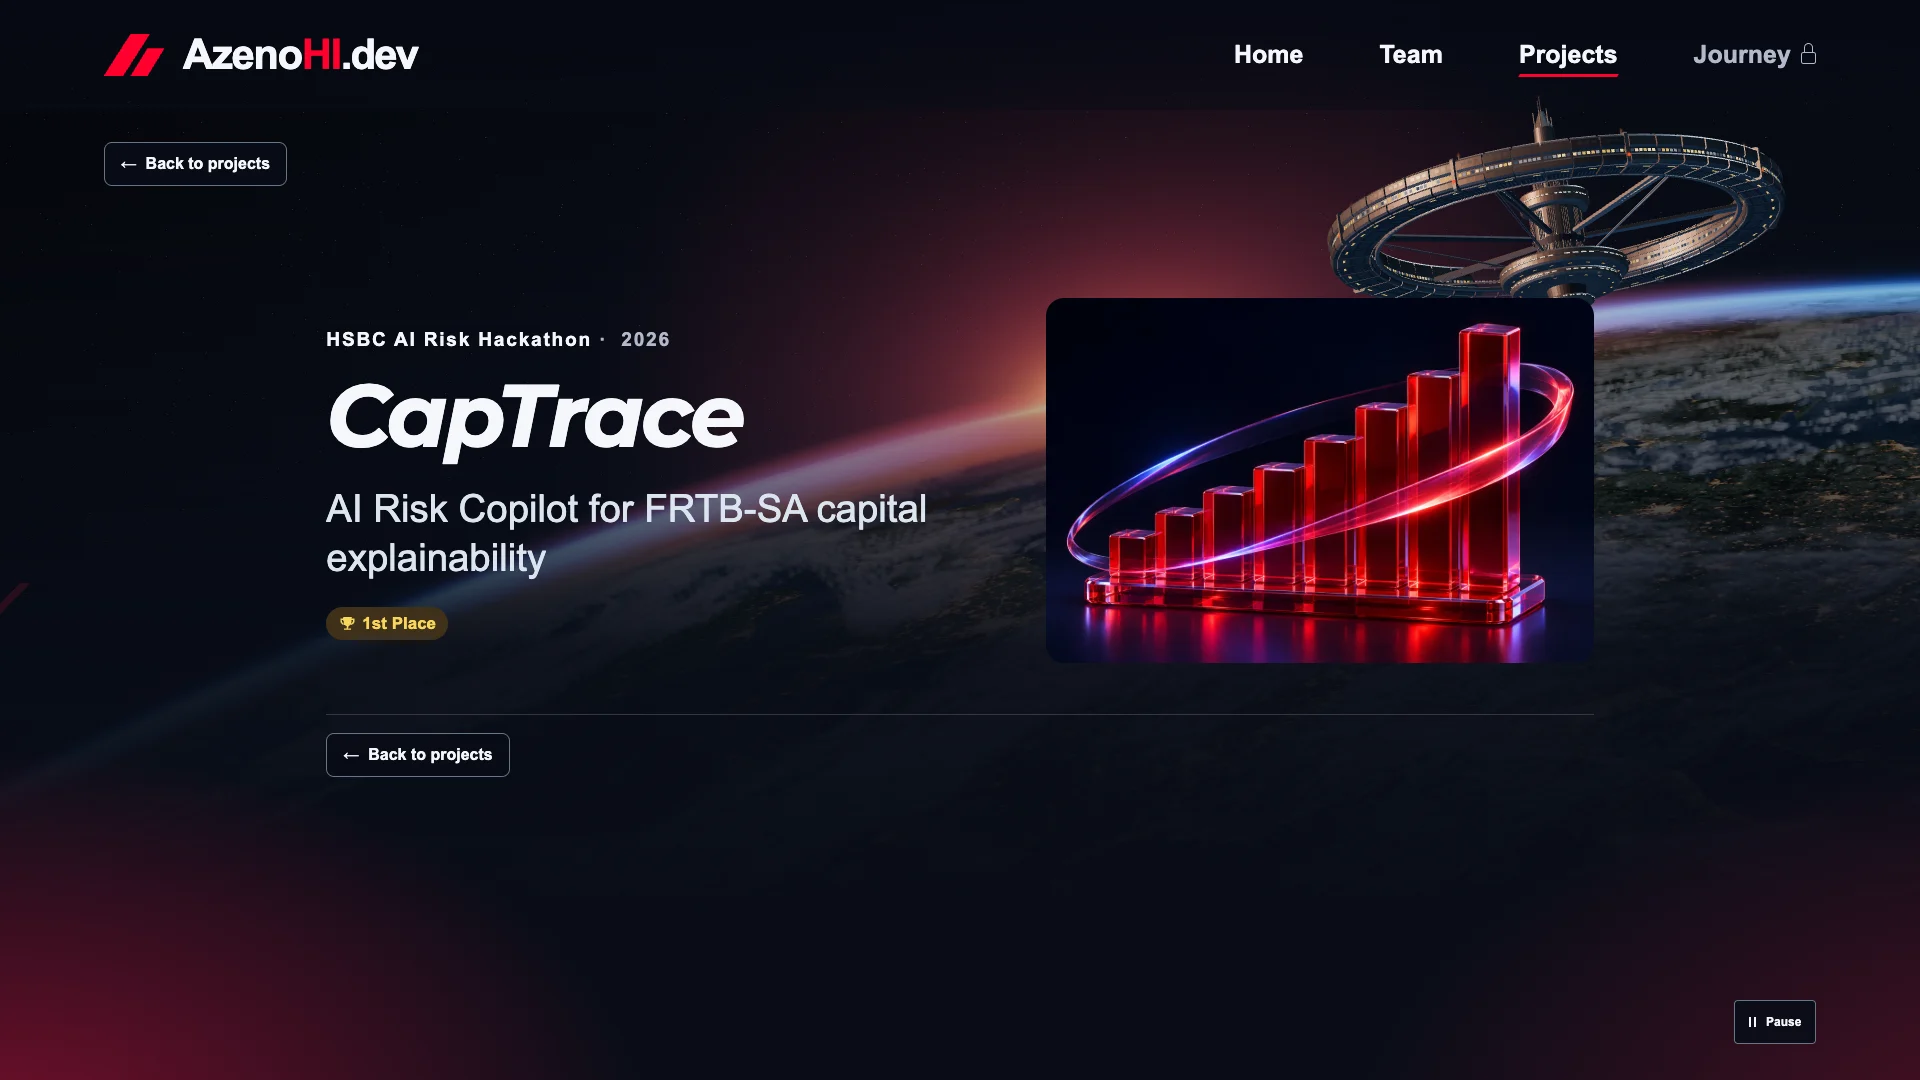 AzenoHI.dev
Home
Team
Projects
Journey
← Back to projects
HSBC AI Risk Hackathon · 2026
CapTrace
AI Risk Copilot for FRTB-SA capital
explainability
1st Place
← Back to projects
Pause